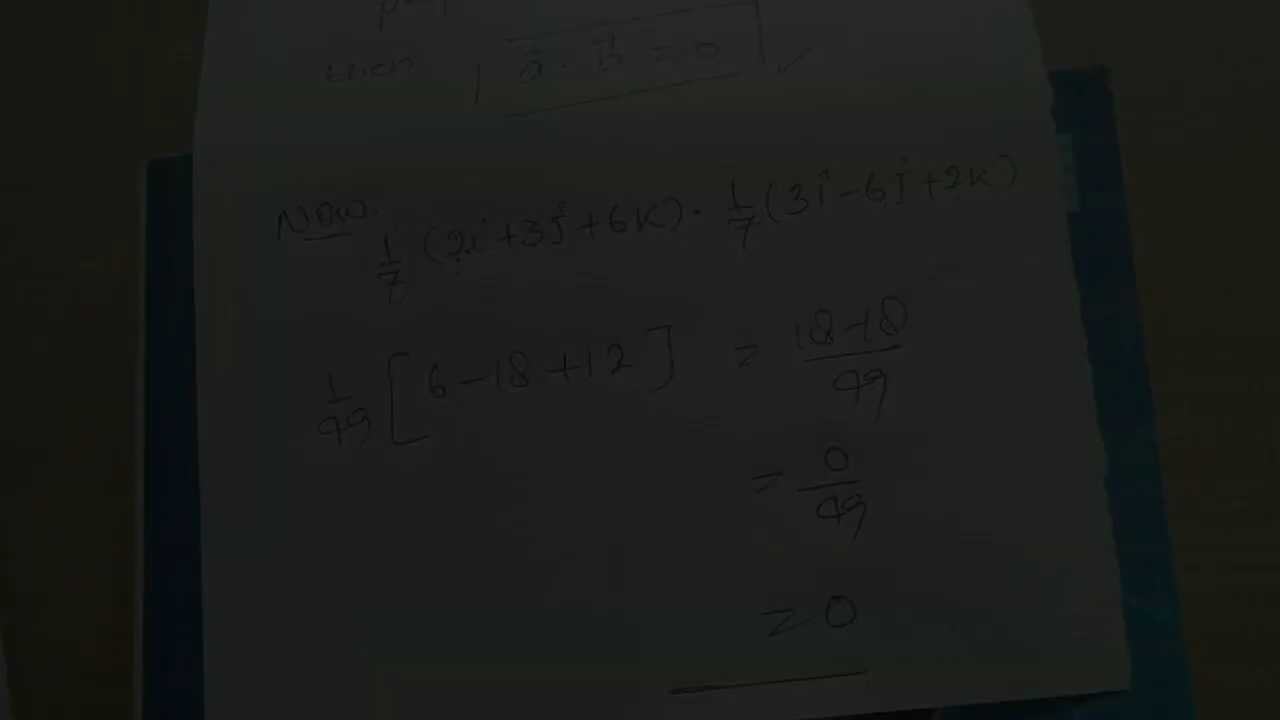 then | a⃗ · b⃗ = 0 ✓
Now.
1/7 (2i + 3j + 6k) · 1/7 (3i - 6j + 2k)
1/49 [6 - 18 + 12] = 18-18/49
= 0/49
= 0